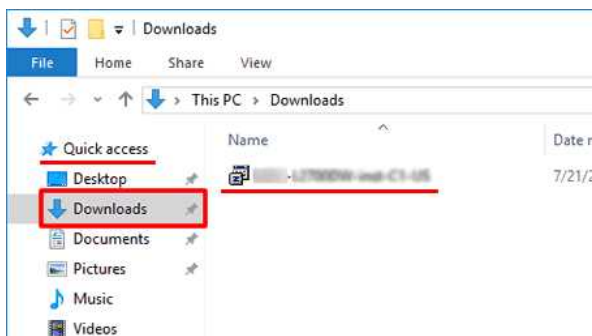 Downloads
File Home Share View
This PC > Downloads
Quick access
Name Date
Desktop
7/21/2
Downloads
Documents
Pictures
Music
Videos